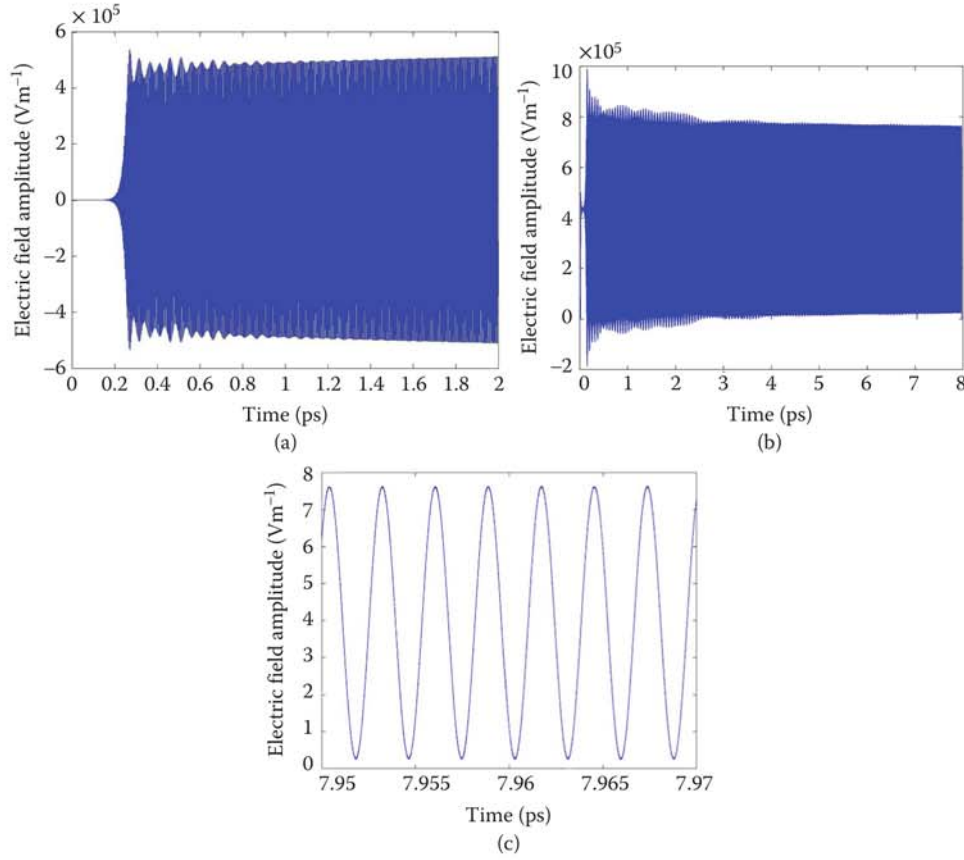 × 10⁵
6
4
2
0
−2
−4
−6
Electric field amplitude (Vm⁻¹)
0 0.2 0.4 0.6 0.8 1 1.2 1.4 1.6 1.8 2
Time (ps)
(a)
×10⁵
10
8
6
4
2
0
−2
Electric field amplitude (Vm⁻¹)
0 1 2 3 4 5 6 7 8
Time (ps)
(b)
8
7
6
5
4
3
2
1
0
Electric field amplitude (Vm⁻¹)
7.95 7.955 7.96 7.965 7.97
Time (ps)
(c)